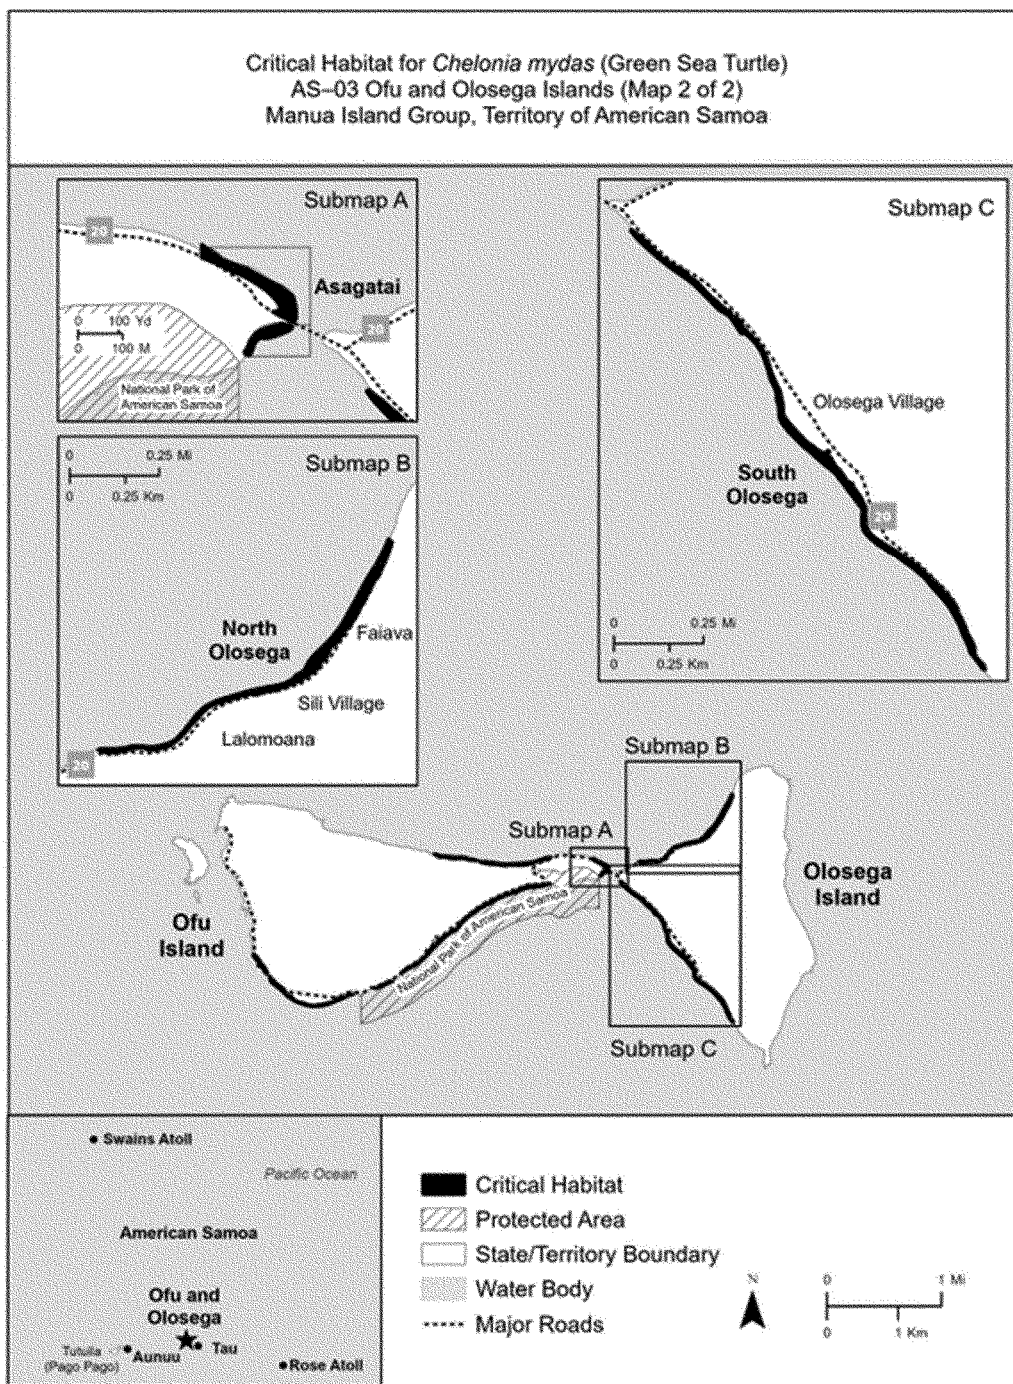 Critical Habitat for Chelonia mydas (Green Sea Turtle)
AS–03 Ofu and Olosega Islands (Map 2 of 2)
Manua Island Group, Territory of American Samoa
Submap A
20
Asagatai
20
0 100 Yd
0 100 M
National Park of
American Samoa
Submap B
0 0.25 Mi
0 0.25 Km
North
Olosega
Faiava
Sili Village
Lalomoana
20
Submap C
Olosega Village
South
Olosega
20
0 0.25 Mi
0 0.25 Km
Submap B
Submap A
Olosega
Island
Ofu
Island
National Park of American Samoa
Submap C
Swains Atoll
Pacific Ocean
American Samoa
Ofu and
Olosega
Tutuila
(Pago Pago)
Aunuu
Tau
Rose Atoll
Critical Habitat
Protected Area
State/Territory Boundary
Water Body
Major Roads
N
0 1 Mi
0 1 Km